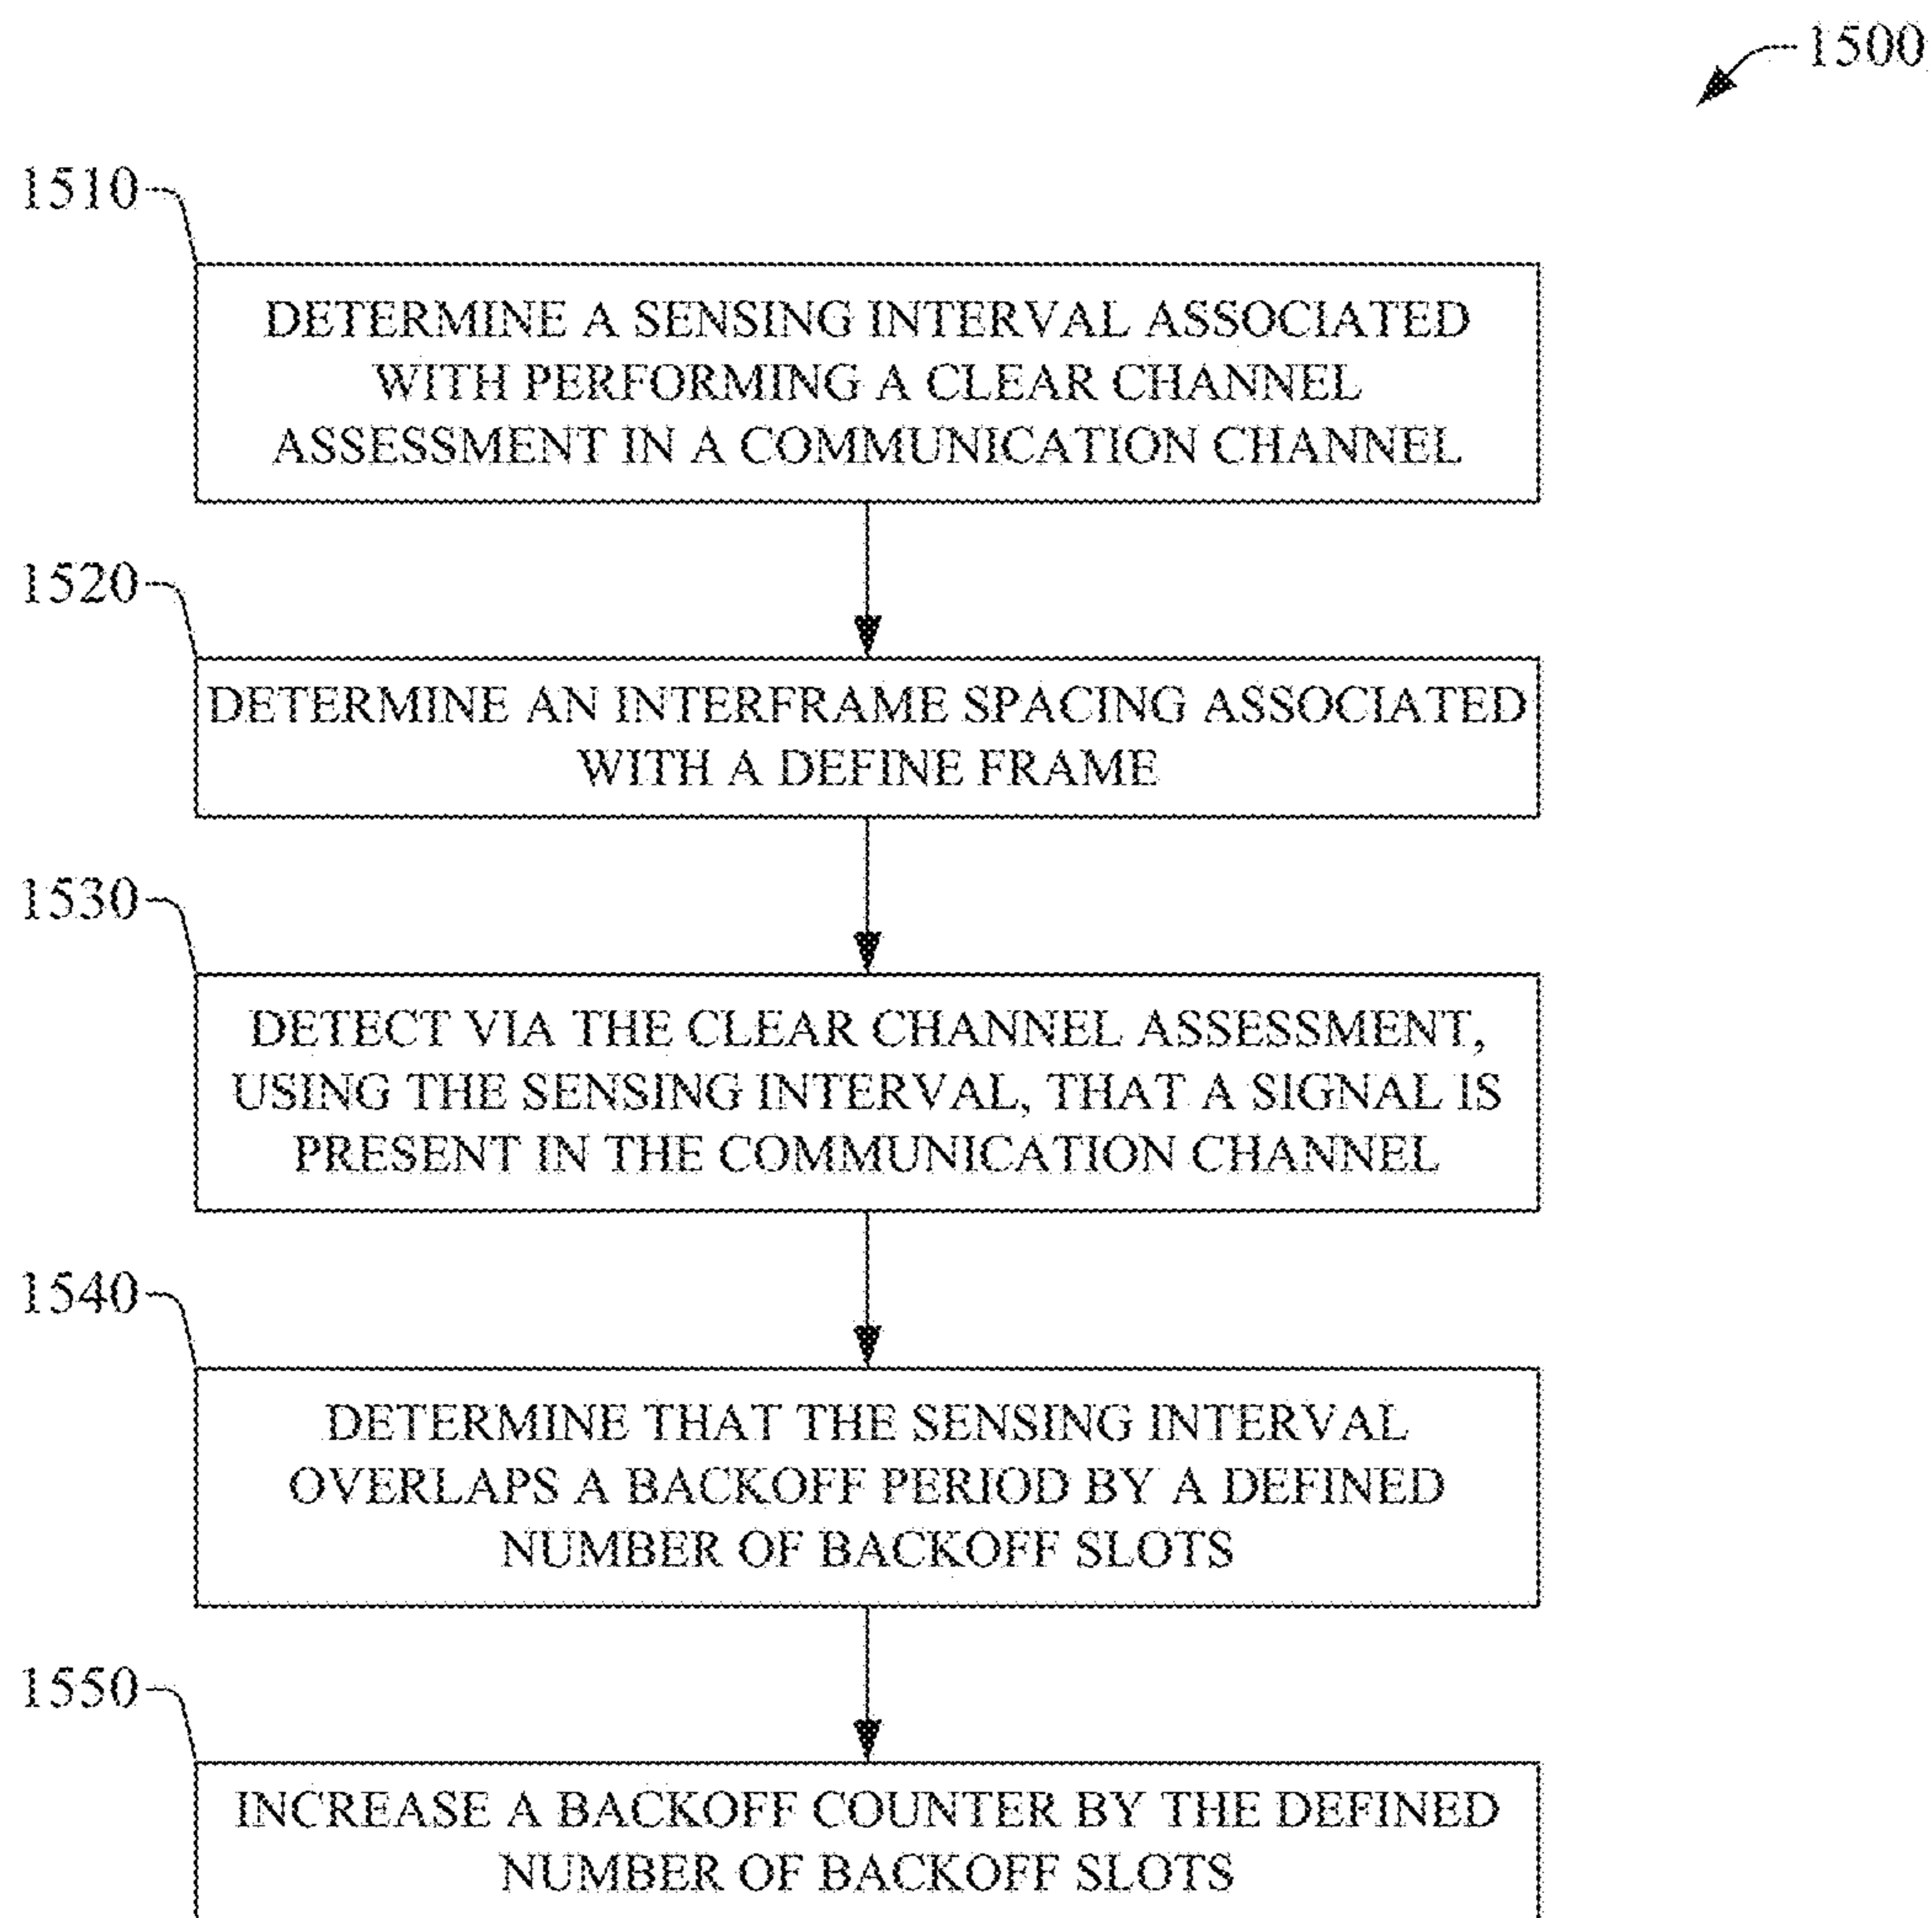 1500
1510
DETERMINE A SENSING INTERVAL ASSOCIATED
WITH PERFORMING A CLEAR CHANNEL
ASSESSMENT IN A COMMUNICATION CHANNEL
1520
DETERMINE AN INTERFRAME SPACING ASSOCIATED
WITH A DEFINE FRAME
1530
DETECT VIA THE CLEAR CHANNEL ASSESSMENT,
USING THE SENSING INTERVAL, THAT A SIGNAL IS
PRESENT IN THE COMMUNICATION CHANNEL
1540
DETERMINE THAT THE SENSING INTERVAL
OVERLAPS A BACKOFF PERIOD BY A DEFINED
NUMBER OF BACKOFF SLOTS
1550
INCREASE A BACKOFF COUNTER BY THE DEFINED
NUMBER OF BACKOFF SLOTS